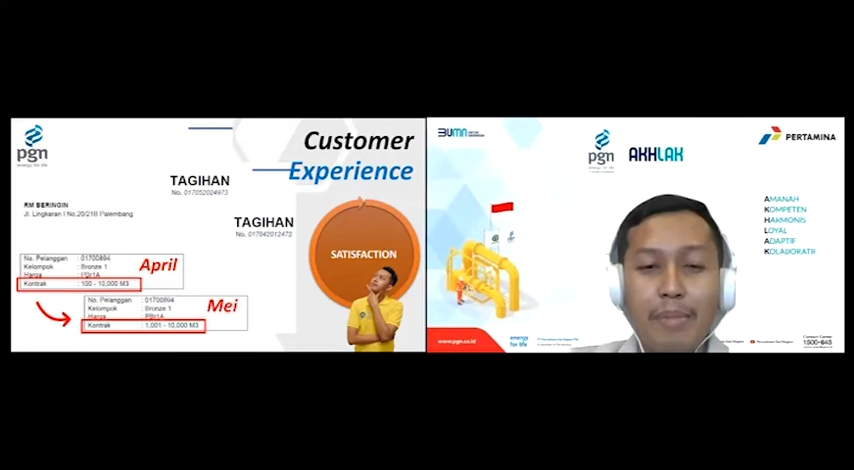 pgn
energy for life
Customer
Experience
TAGIHAN
No. 017052024973
RM BERINGIN
Jl. Lingkaran I No.20/21B Palembang
TAGIHAN
No. 017042012472
SATISFACTION
No. Pelanggan : 01700894
Kelompok : Bronze 1
Harga : PBr1A
Kontrak : 100 - 10,000 M3
April
No. Pelanggan : 01700894
Kelompok : Bronze 1
Harga : PBr1A
Kontrak : 1,001 - 10,000 M3
Mei
BUMN
pgn
AKHLAK
PERTAMINA
AMANAH
KOMPETEN
HARMONIS
LOYAL
ADAPTIF
KOLABORATIF
www.pgn.co.id
energy
for life
Contact Center
1500-645